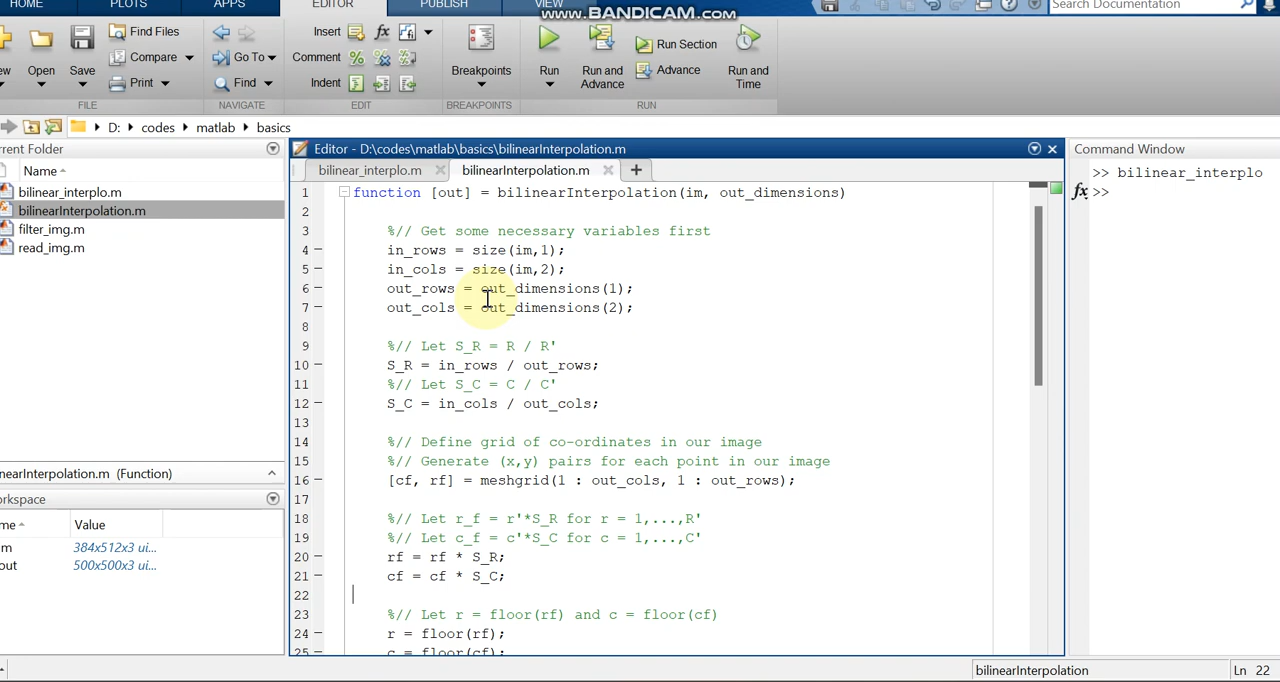 HOME PLOTS APPS EDITOR PUBLISH VIEW
www.BANDICAM.com
Search Documentation
Find Files
Compare
Print
Open
Save
Go To
Find
Insert
Comment
Indent
Breakpoints
Run
Run and Advance
Run Section
Advance
Run and Time
FILE NAVIGATE EDIT BREAKPOINTS RUN
D: codes matlab basics
rrent Folder
Name
bilinear_interplo.m
bilinearInterpolation.m
filter_img.m
read_img.m
nearInterpolation.m (Function)
orkspace
me Value
m 384x512x3 ui...
out 500x500x3 ui...
Editor - D:\codes\matlab\basics\bilinearInterpolation.m
bilinear_interplo.m bilinearInterpolation.m
1 function [out] = bilinearInterpolation(im, out_dimensions)
2
3 %// Get some necessary variables first
4 in_rows = size(im,1);
5 in_cols = size(im,2);
6 out_rows = out_dimensions(1);
7 out_cols = out_dimensions(2);
8
9 %// Let S_R = R / R'
10 S_R = in_rows / out_rows;
11 %// Let S_C = C / C'
12 S_C = in_cols / out_cols;
13
14 %// Define grid of co-ordinates in our image
15 %// Generate (x,y) pairs for each point in our image
16 [cf, rf] = meshgrid(1 : out_cols, 1 : out_rows);
17
18 %// Let r_f = r'*S_R for r = 1,...,R'
19 %// Let c_f = c'*S_C for c = 1,...,C'
20 rf = rf * S_R;
21 cf = cf * S_C;
22
23 %// Let r = floor(rf) and c = floor(cf)
24 r = floor(rf);
25 c = floor(cf);
Command Window
>> bilinear_interplo
fx >>
bilinearInterpolation
Ln 22